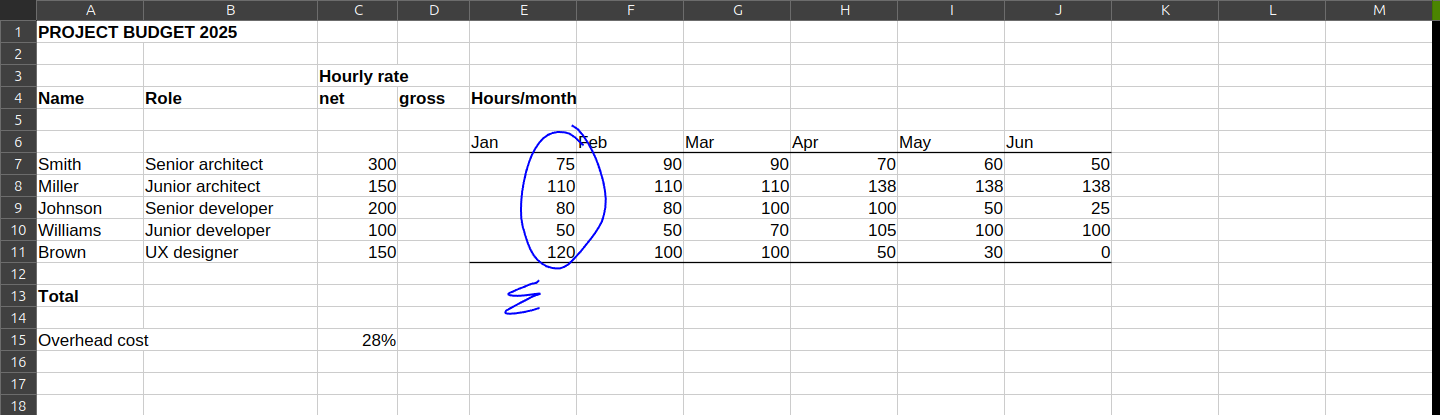 A B C D E F G H I J K L M
1 PROJECT BUDGET 2025
2
3 Hourly rate
4 Name Role net gross Hours/month
5
6 Jan Feb Mar Apr May Jun
7 Smith Senior architect 300 75 90 90 70 60 50
8 Miller Junior architect 150 110 110 110 138 138 138
9 Johnson Senior developer 200 80 80 100 100 50 25
10 Williams Junior developer 100 50 50 70 105 100 100
11 Brown UX designer 150 120 100 100 50 30 0
12
13 Total Σ
14
15 Overhead cost 28%
16
17
18